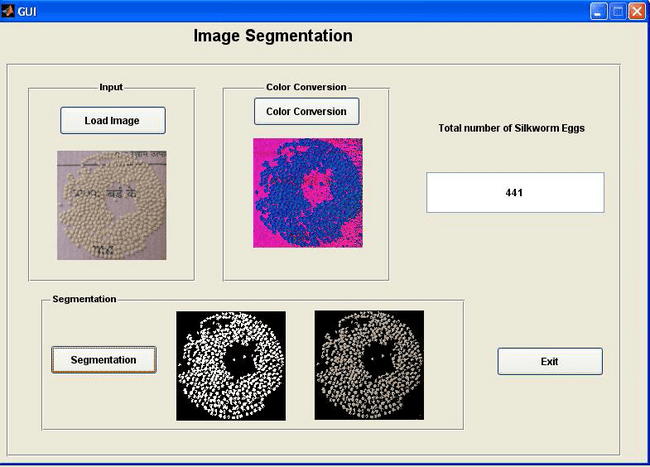 GUI
Image Segmentation
Input
Load Image
Color Conversion
Color Conversion
Total number of Silkworm Eggs
441
Segmentation
Segmentation
Exit